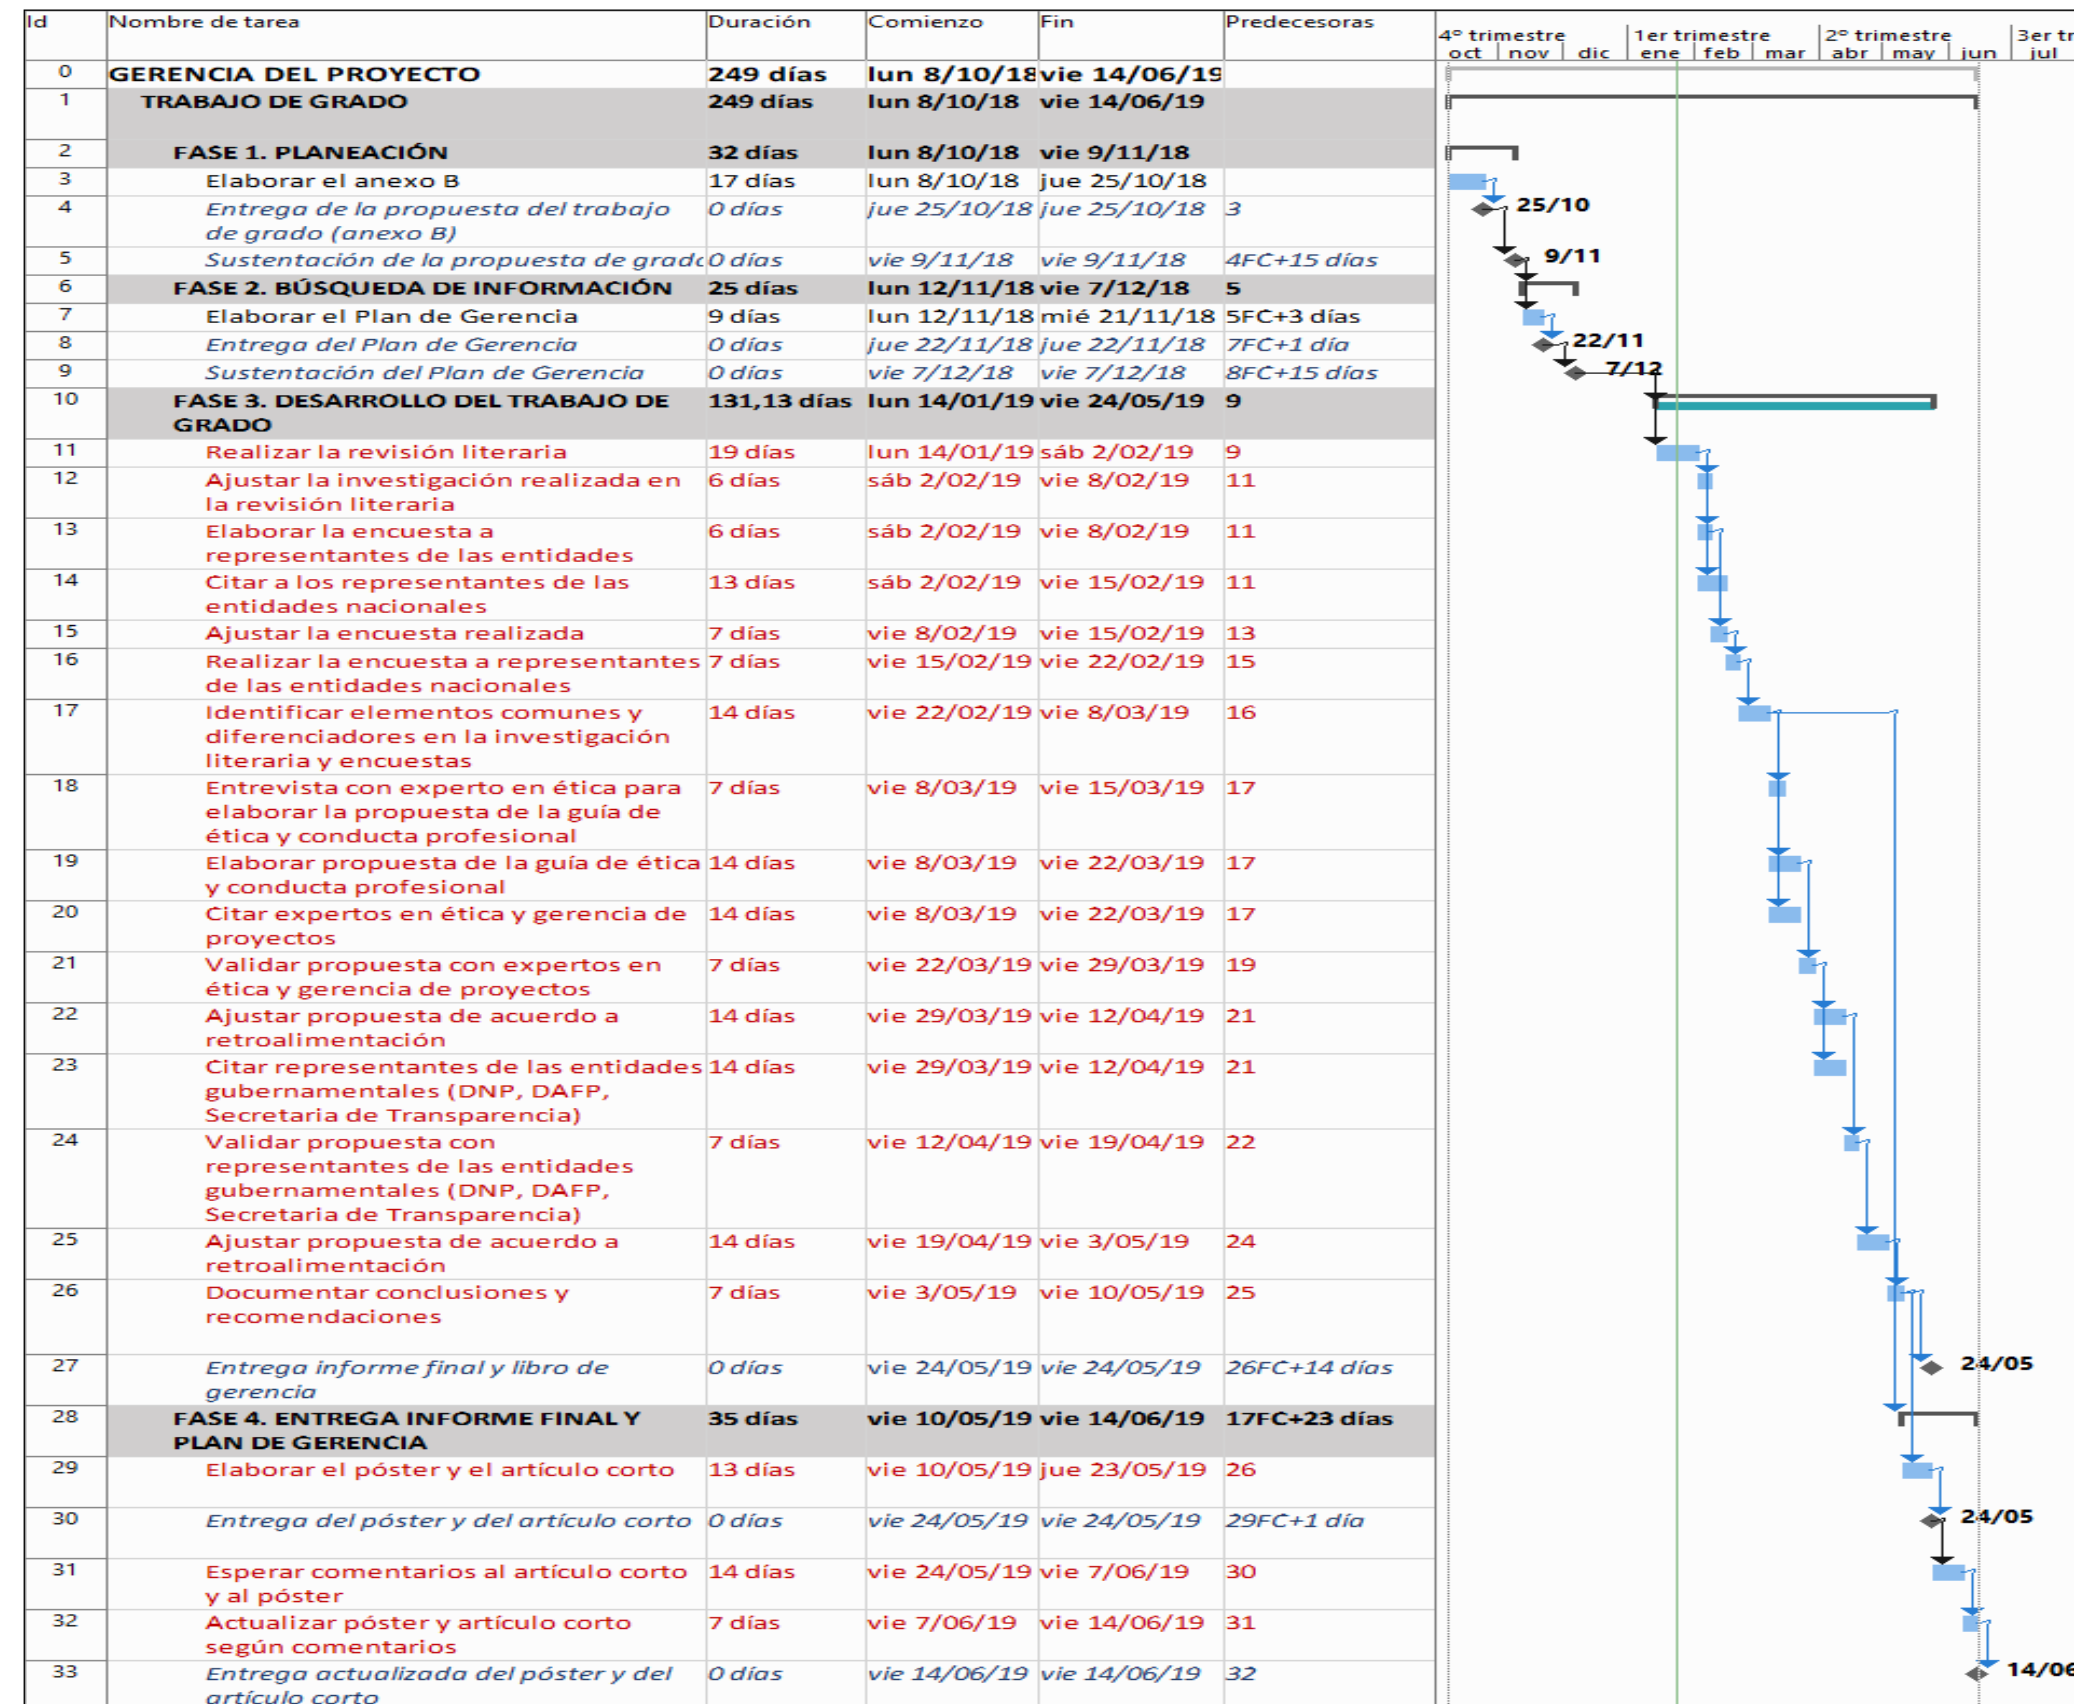 Id Nombre de tarea Duración Comienzo Fin Predecesoras
4º trimestre 1er trimestre 2º trimestre 3er tr
oct nov dic ene feb mar abr may jun jul
0 GERENCIA DEL PROYECTO 249 días lun 8/10/18 vie 14/06/19
1 TRABAJO DE GRADO 249 días lun 8/10/18 vie 14/06/19
2 FASE 1. PLANEACIÓN 32 días lun 8/10/18 vie 9/11/18
3 Elaborar el anexo B 17 días lun 8/10/18 jue 25/10/18
4 Entrega de la propuesta del trabajo 0 días jue 25/10/18 jue 25/10/18 3 25/10
de grado (anexo B)
5 Sustentación de la propuesta de grado 0 días vie 9/11/18 vie 9/11/18 4FC+15 días 9/11
6 FASE 2. BÚSQUEDA DE INFORMACIÓN 25 días lun 12/11/18 vie 7/12/18 5
7 Elaborar el Plan de Gerencia 9 días lun 12/11/18 mié 21/11/18 5FC+3 días
8 Entrega del Plan de Gerencia 0 días jue 22/11/18 jue 22/11/18 7FC+1 día 22/11
9 Sustentación del Plan de Gerencia 0 días vie 7/12/18 vie 7/12/18 8FC+15 días 7/12
10 FASE 3. DESARROLLO DEL TRABAJO DE 131,13 días lun 14/01/19 vie 24/05/19 9
GRADO
11 Realizar la revisión literaria 19 días lun 14/01/19 sáb 2/02/19 9
12 Ajustar la investigación realizada en 6 días sáb 2/02/19 vie 8/02/19 11
la revisión literaria
13 Elaborar la encuesta a 6 días sáb 2/02/19 vie 8/02/19 11
representantes de las entidades
14 Citar a los representantes de las 13 días sáb 2/02/19 vie 15/02/19 11
entidades nacionales
15 Ajustar la encuesta realizada 7 días vie 8/02/19 vie 15/02/19 13
16 Realizar la encuesta a representantes 7 días vie 15/02/19 vie 22/02/19 15
de las entidades nacionales
17 Identificar elementos comunes y 14 días vie 22/02/19 vie 8/03/19 16
diferenciadores en la investigación
literaria y encuestas
18 Entrevista con experto en ética para 7 días vie 8/03/19 vie 15/03/19 17
elaborar la propuesta de la guía de
ética y conducta profesional
19 Elaborar propuesta de la guía de ética 14 días vie 8/03/19 vie 22/03/19 17
y conducta profesional
20 Citar expertos en ética y gerencia de 14 días vie 8/03/19 vie 22/03/19 17
proyectos
21 Validar propuesta con expertos en 7 días vie 22/03/19 vie 29/03/19 19
ética y gerencia de proyectos
22 Ajustar propuesta de acuerdo a 14 días vie 29/03/19 vie 12/04/19 21
retroalimentación
23 Citar representantes de las entidades 14 días vie 29/03/19 vie 12/04/19 21
gubernamentales (DNP, DAFP,
Secretaria de Transparencia)
24 Validar propuesta con 7 días vie 12/04/19 vie 19/04/19 22
representantes de las entidades
gubernamentales (DNP, DAFP,
Secretaria de Transparencia)
25 Ajustar propuesta de acuerdo a 14 días vie 19/04/19 vie 3/05/19 24
retroalimentación
26 Documentar conclusiones y 7 días vie 3/05/19 vie 10/05/19 25
recomendaciones
27 Entrega informe final y libro de 0 días vie 24/05/19 vie 24/05/19 26FC+14 días 24/05
gerencia
28 FASE 4. ENTREGA INFORME FINAL Y 35 días vie 10/05/19 vie 14/06/19 17FC+23 días
PLAN DE GERENCIA
29 Elaborar el póster y el artículo corto 13 días vie 10/05/19 jue 23/05/19 26
30 Entrega del póster y del artículo corto 0 días vie 24/05/19 vie 24/05/19 29FC+1 día 24/05
31 Esperar comentarios al artículo corto 14 días vie 24/05/19 vie 7/06/19 30
y al póster
32 Actualizar póster y artículo corto 7 días vie 7/06/19 vie 14/06/19 31
según comentarios
33 Entrega actualizada del póster y del 0 días vie 14/06/19 vie 14/06/19 32 14/06
artículo corto